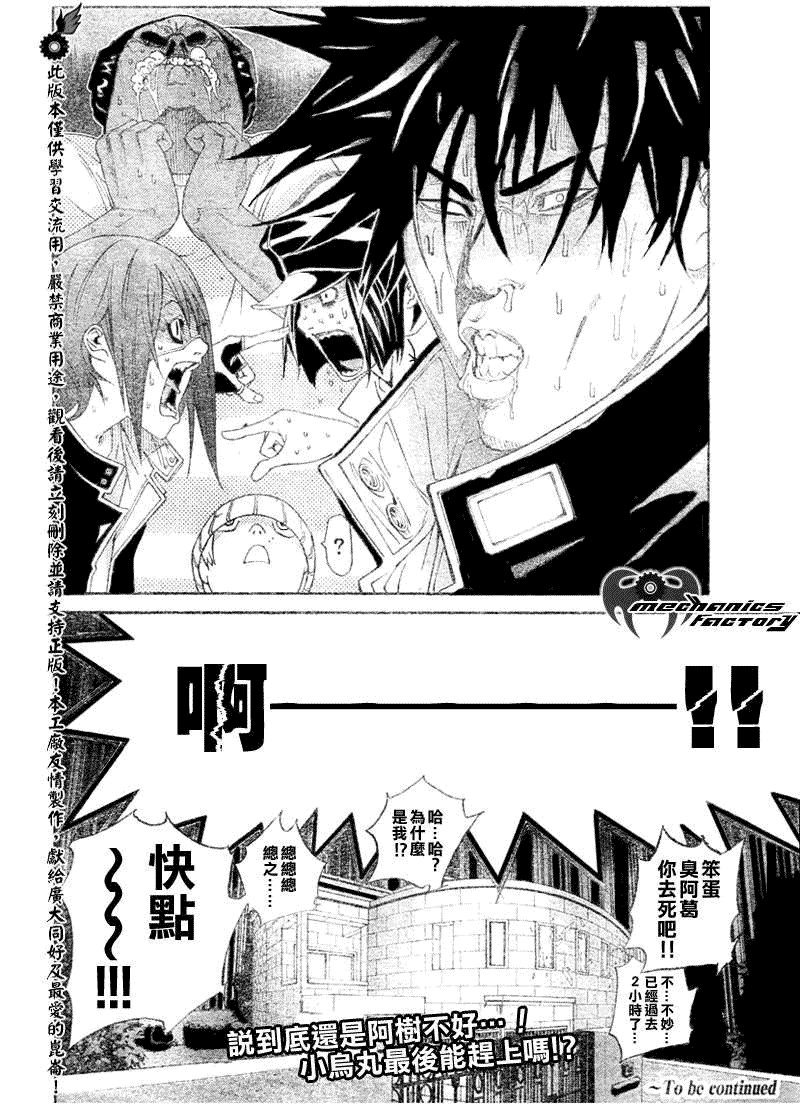 ?
mechanics
factory
啊━━━!!
笨蛋
臭阿葛
你去死吧!!
不…不妙…
已經過去
2小時了…
哈…哈?
為什麼
是我!?
總總總
總之……
快點
〜〜〜!!!
說到底還是阿樹不好…！
小烏丸最後能趕上嗎!?
~To be continued
此版本僅供學習交流用，嚴禁商業用途，觀看後請立刻刪除並請支持正版！本工廠友情製作，獻給廣大同好及最愛的崑崙！